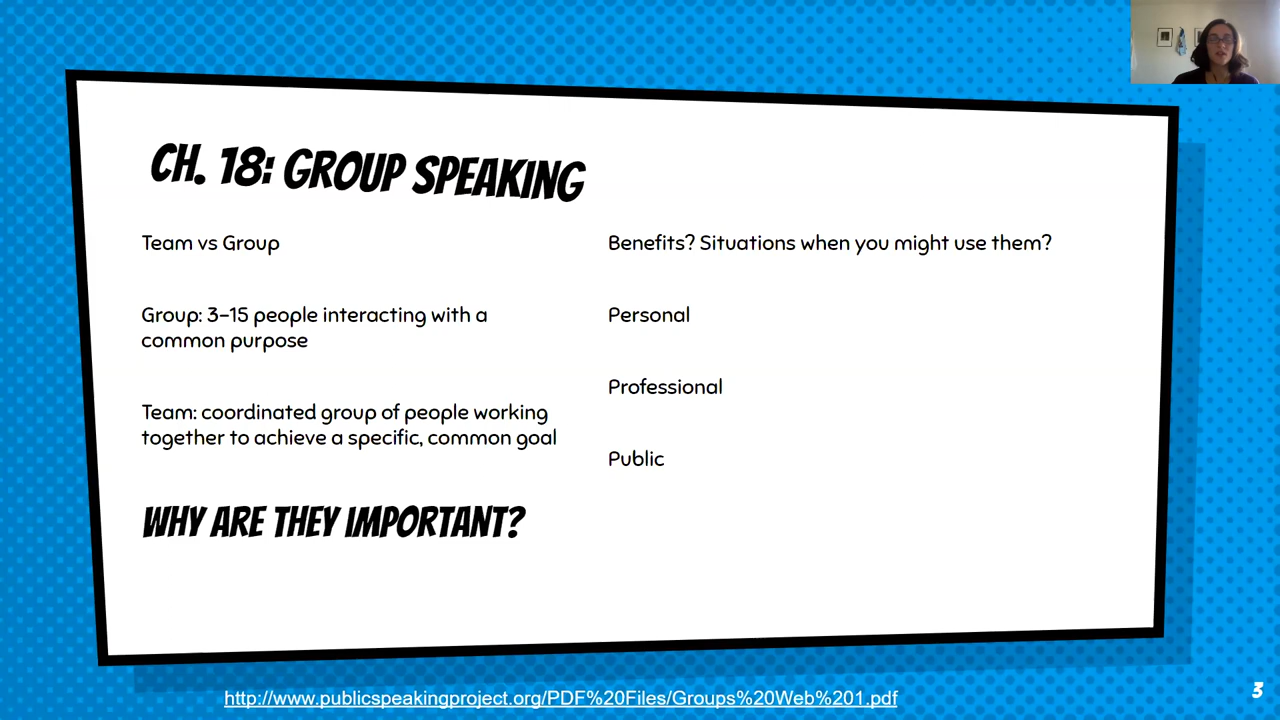 CH. 18: GROUP SPEAKING
Team vs Group
Group: 3-15 people interacting with a
common purpose
Team: coordinated group of people working
together to achieve a specific, common goal
WHY ARE THEY IMPORTANT?
Benefits? Situations when you might use them?
Personal
Professional
Public
http://www.publicspeakingproject.org/PDF%20Files/Groups%20Web%201.pdf
3